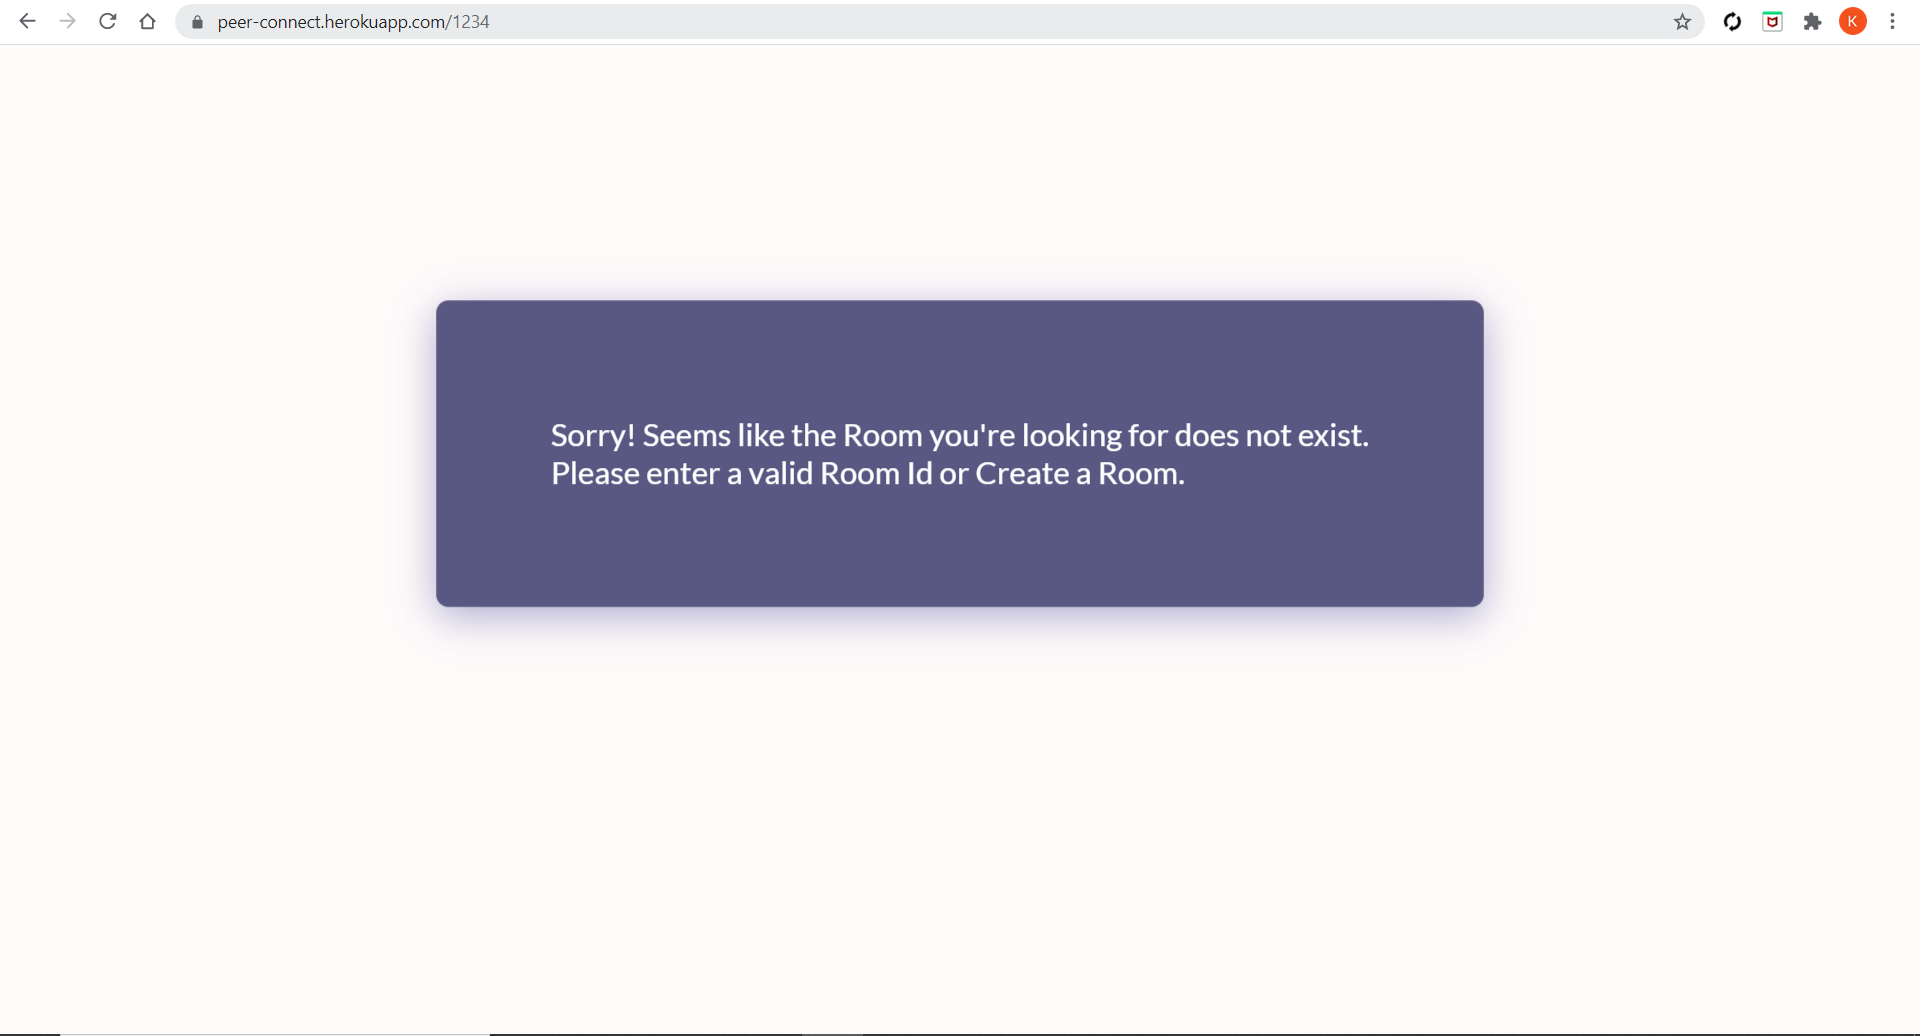 peer-connect.herokuapp.com/1234
K
Sorry! Seems like the Room you're looking for does not exist.
Please enter a valid Room Id or Create a Room.